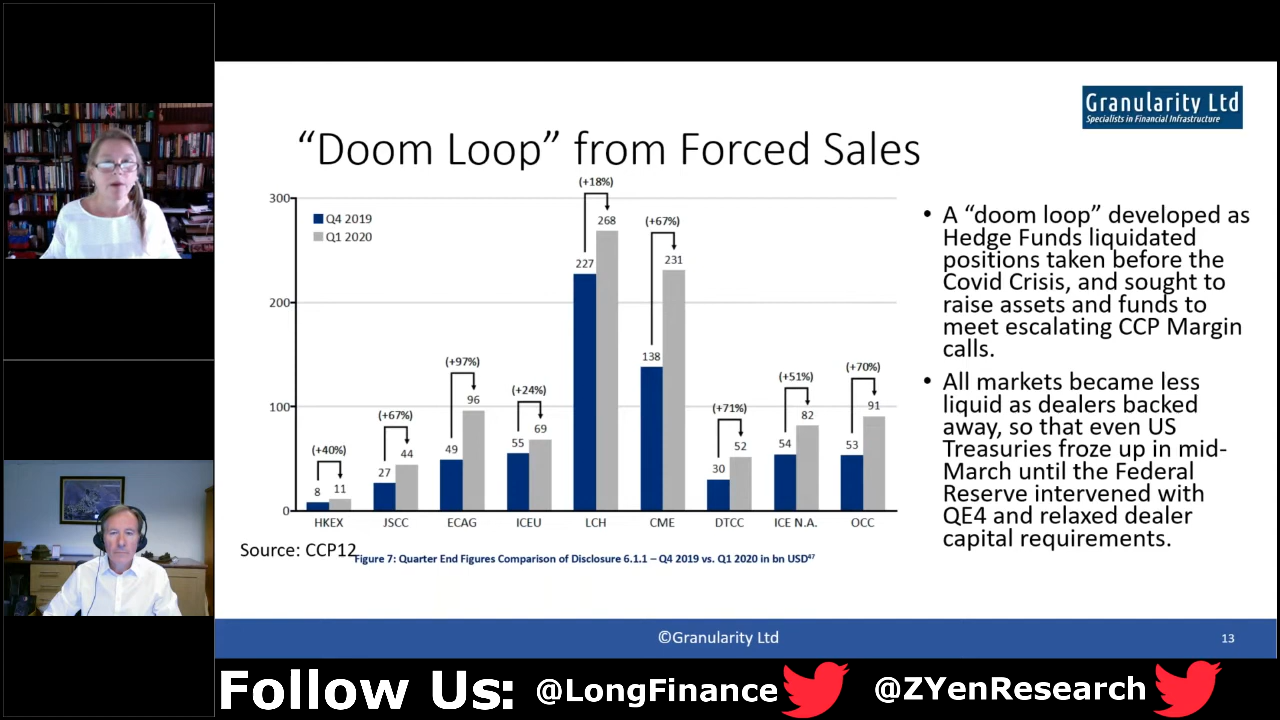 Granularity Ltd
Specialists in Financial Infrastructure
“Doom Loop” from Forced Sales
300
200
100
0
Q4 2019
Q1 2020
(+40%)
8 11
HKEX
(+67%)
27 44
JSCC
(+97%)
49 96
ECAG
(+24%)
55 69
ICEU
(+18%)
227 268
LCH
(+67%)
138 231
CME
(+71%)
30 52
DTCC
(+51%)
54 82
ICE N.A.
(+70%)
53 91
OCC
Source: CCP12
Figure 7: Quarter End Figures Comparison of Disclosure 6.1.1 – Q4 2019 vs. Q1 2020 in bn USD⁴⁷
• A “doom loop” developed as
Hedge Funds liquidated
positions taken before the
Covid Crisis, and sought to
raise assets and funds to
meet escalating CCP Margin
calls.
• All markets became less
liquid as dealers backed
away, so that even US
Treasuries froze up in mid-
March until the Federal
Reserve intervened with
QE4 and relaxed dealer
capital requirements.
©Granularity Ltd
13
Follow Us: @LongFinance @ZYenResearch